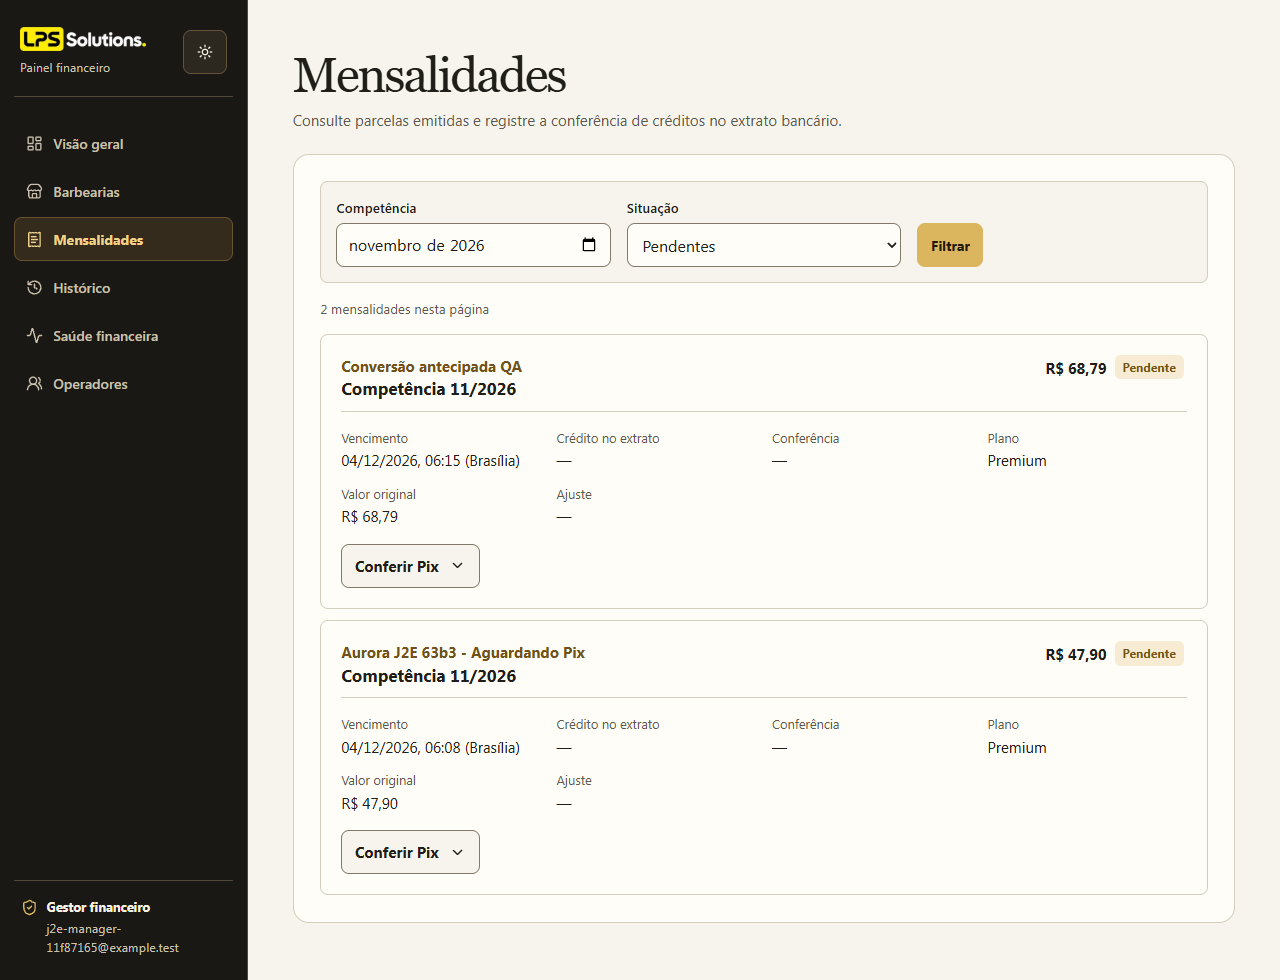 LPS Solutions.
Painel financeiro
Visão geral
Barbearias
Mensalidades
Histórico
Saúde financeira
Operadores
Gestor financeiro
j2e-manager-
11f87165@example.test
Mensalidades
Consulte parcelas emitidas e registre a conferência de créditos no extrato bancário.
Competência
Situação
novembro de 2026
Pendentes
Filtrar
2 mensalidades nesta página
Conversão antecipada QA
Competência 11/2026
R$ 68,79 Pendente
Vencimento Crédito no extrato Conferência Plano
04/12/2026, 06:15 (Brasília) — — Premium
Valor original Ajuste
R$ 68,79 —
Conferir Pix
Aurora J2E 63b3 - Aguardando Pix
Competência 11/2026
R$ 47,90 Pendente
Vencimento Crédito no extrato Conferência Plano
04/12/2026, 06:08 (Brasília) — — Premium
Valor original Ajuste
R$ 47,90 —
Conferir Pix